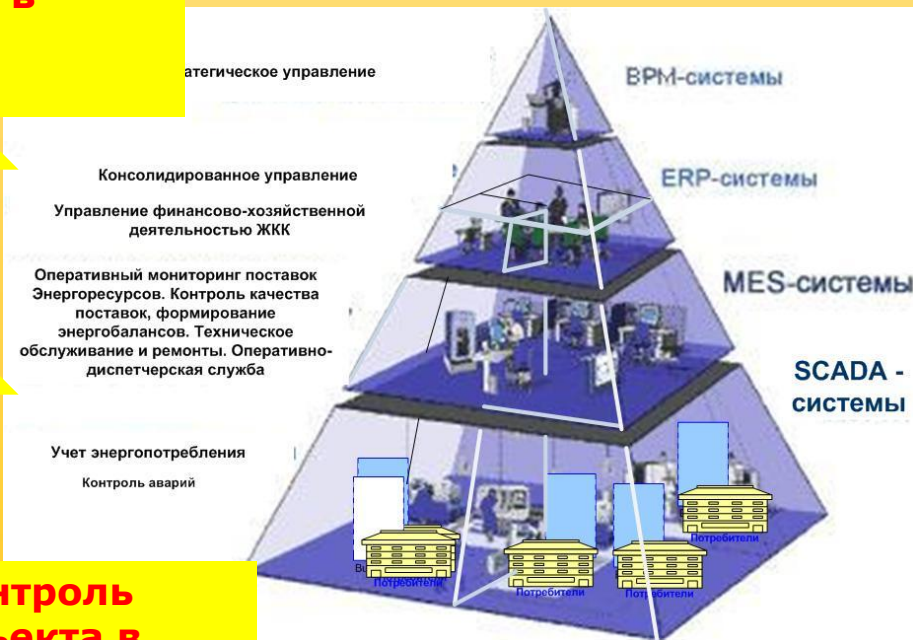 в
атегическое управление
BPM-системы
Консолидированное управление
ERP-системы
Управление финансово-хозяйственной
деятельностью ЖКК
Оперативный мониторинг поставок
Энергоресурсов. Контроль качества
поставок, формирование
энергобалансов. Техническое
обслуживание и ремонты. Оперативно-
диспетчерская служба
MES-системы
SCADA -
системы
Учет энергопотребления
Контроль аварий
Потребители
Потребители
Потребители
Потребители
нтроль
ъекта в